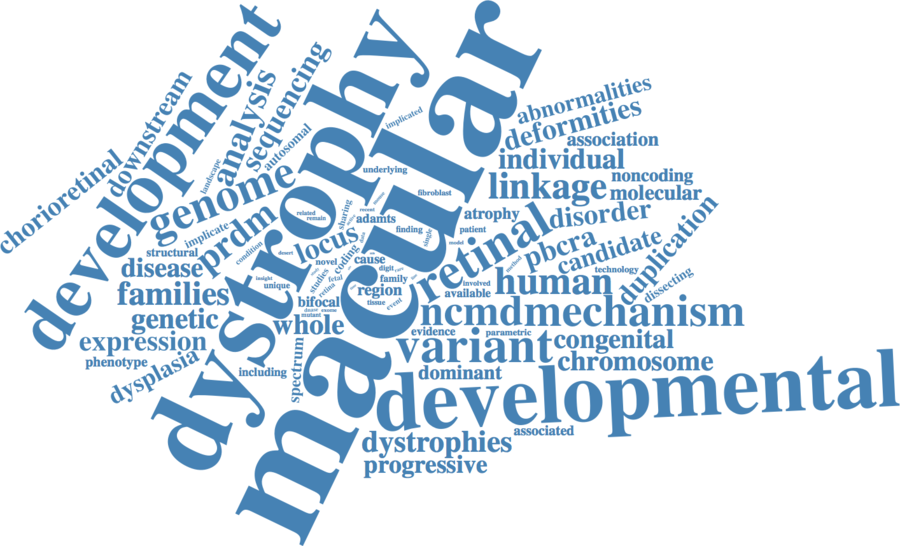 macular
dystrophy
developmental
development
retinal
variant
ncmd
mechanism
human
genome
prdm
linkage
locus
whole
analysis
sequencing
downstream
chorioretinal
autosomal
landscape
implicated
implicate
underlying
abnormalities
deformities
association
individual
noncoding
molecular
atrophy
disorder
patient
pbcra
candidate
duplication
technology
dissecting
method
involved
available
structural
disease
families
genetic
expression
phenotype
dysplasia
condition
related
remain
sharing
recent
adamts
fibroblast
finding
single
model
desert
novel
coding
cause
digit
family
region
tissue
event
insight
unique
studies
fetal
retina
bifocal
exome
mutant
including
spectrum
evidence
parametric
congenital
chromosome
dominant
associated
dystrophies
progressive